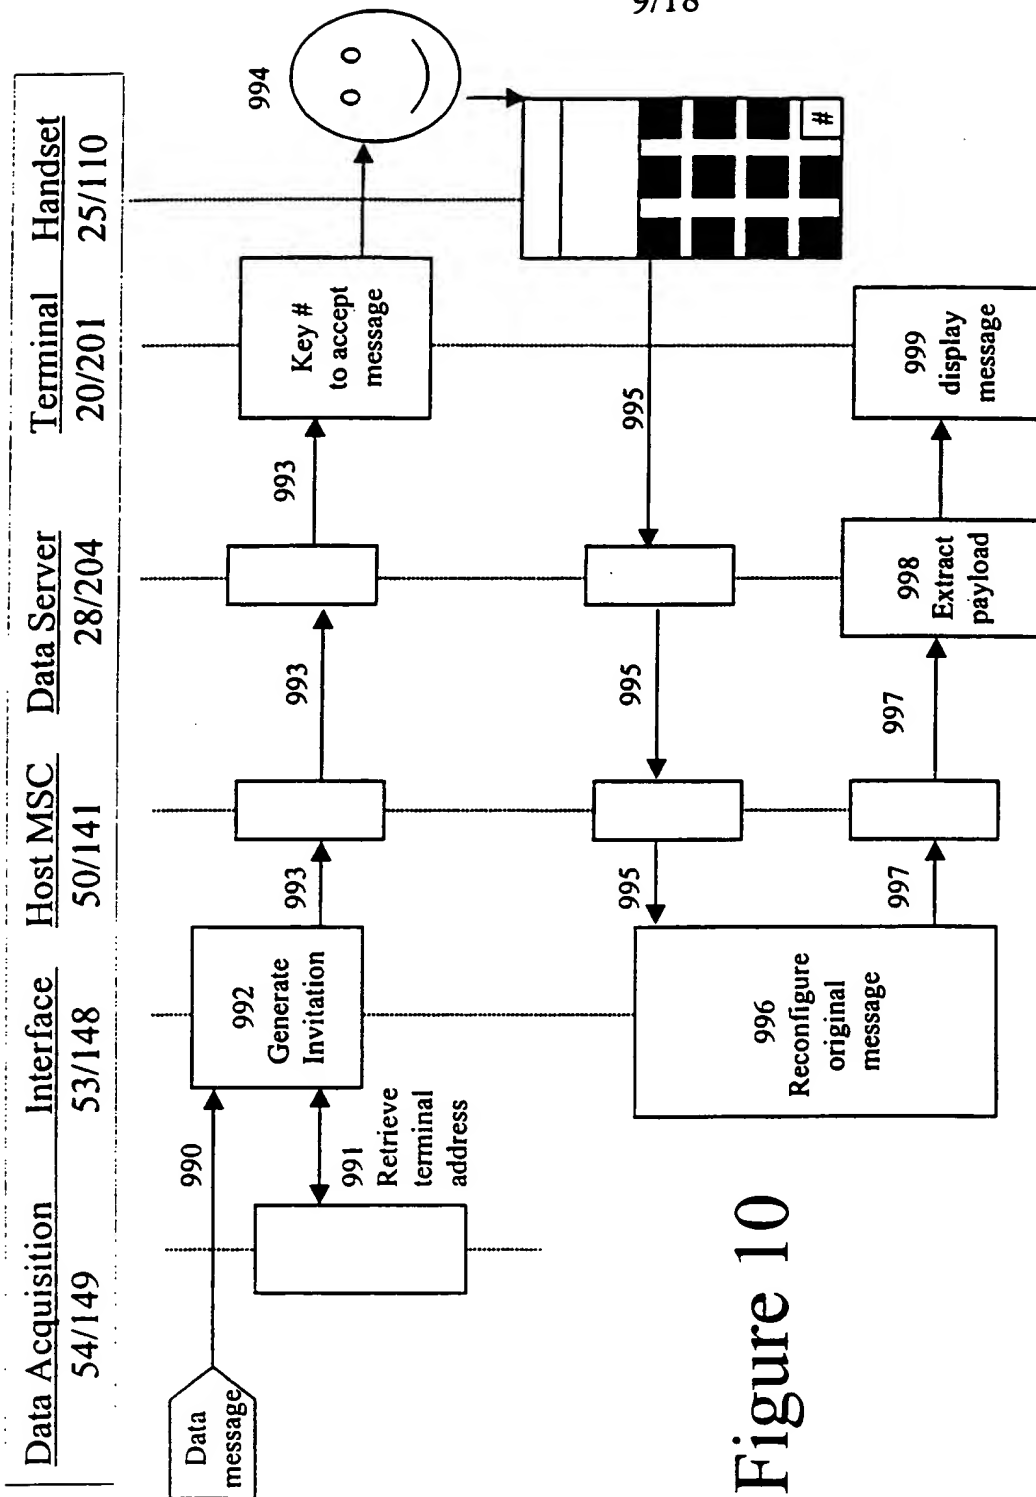 9/18
Data Acquisition
54/149
Interface
53/148
Host MSC
50/141
Data Server
28/204
Terminal
20/201
Handset
25/110
Data
message
990
991
Retrieve
terminal
address
992
Generate
Invitation
993
993
993
Key #
to accept
message
994
#
995
995
995
996
Reconfigure
original
message
997
997
998
Extract
payload
999
display
message
Figure 10